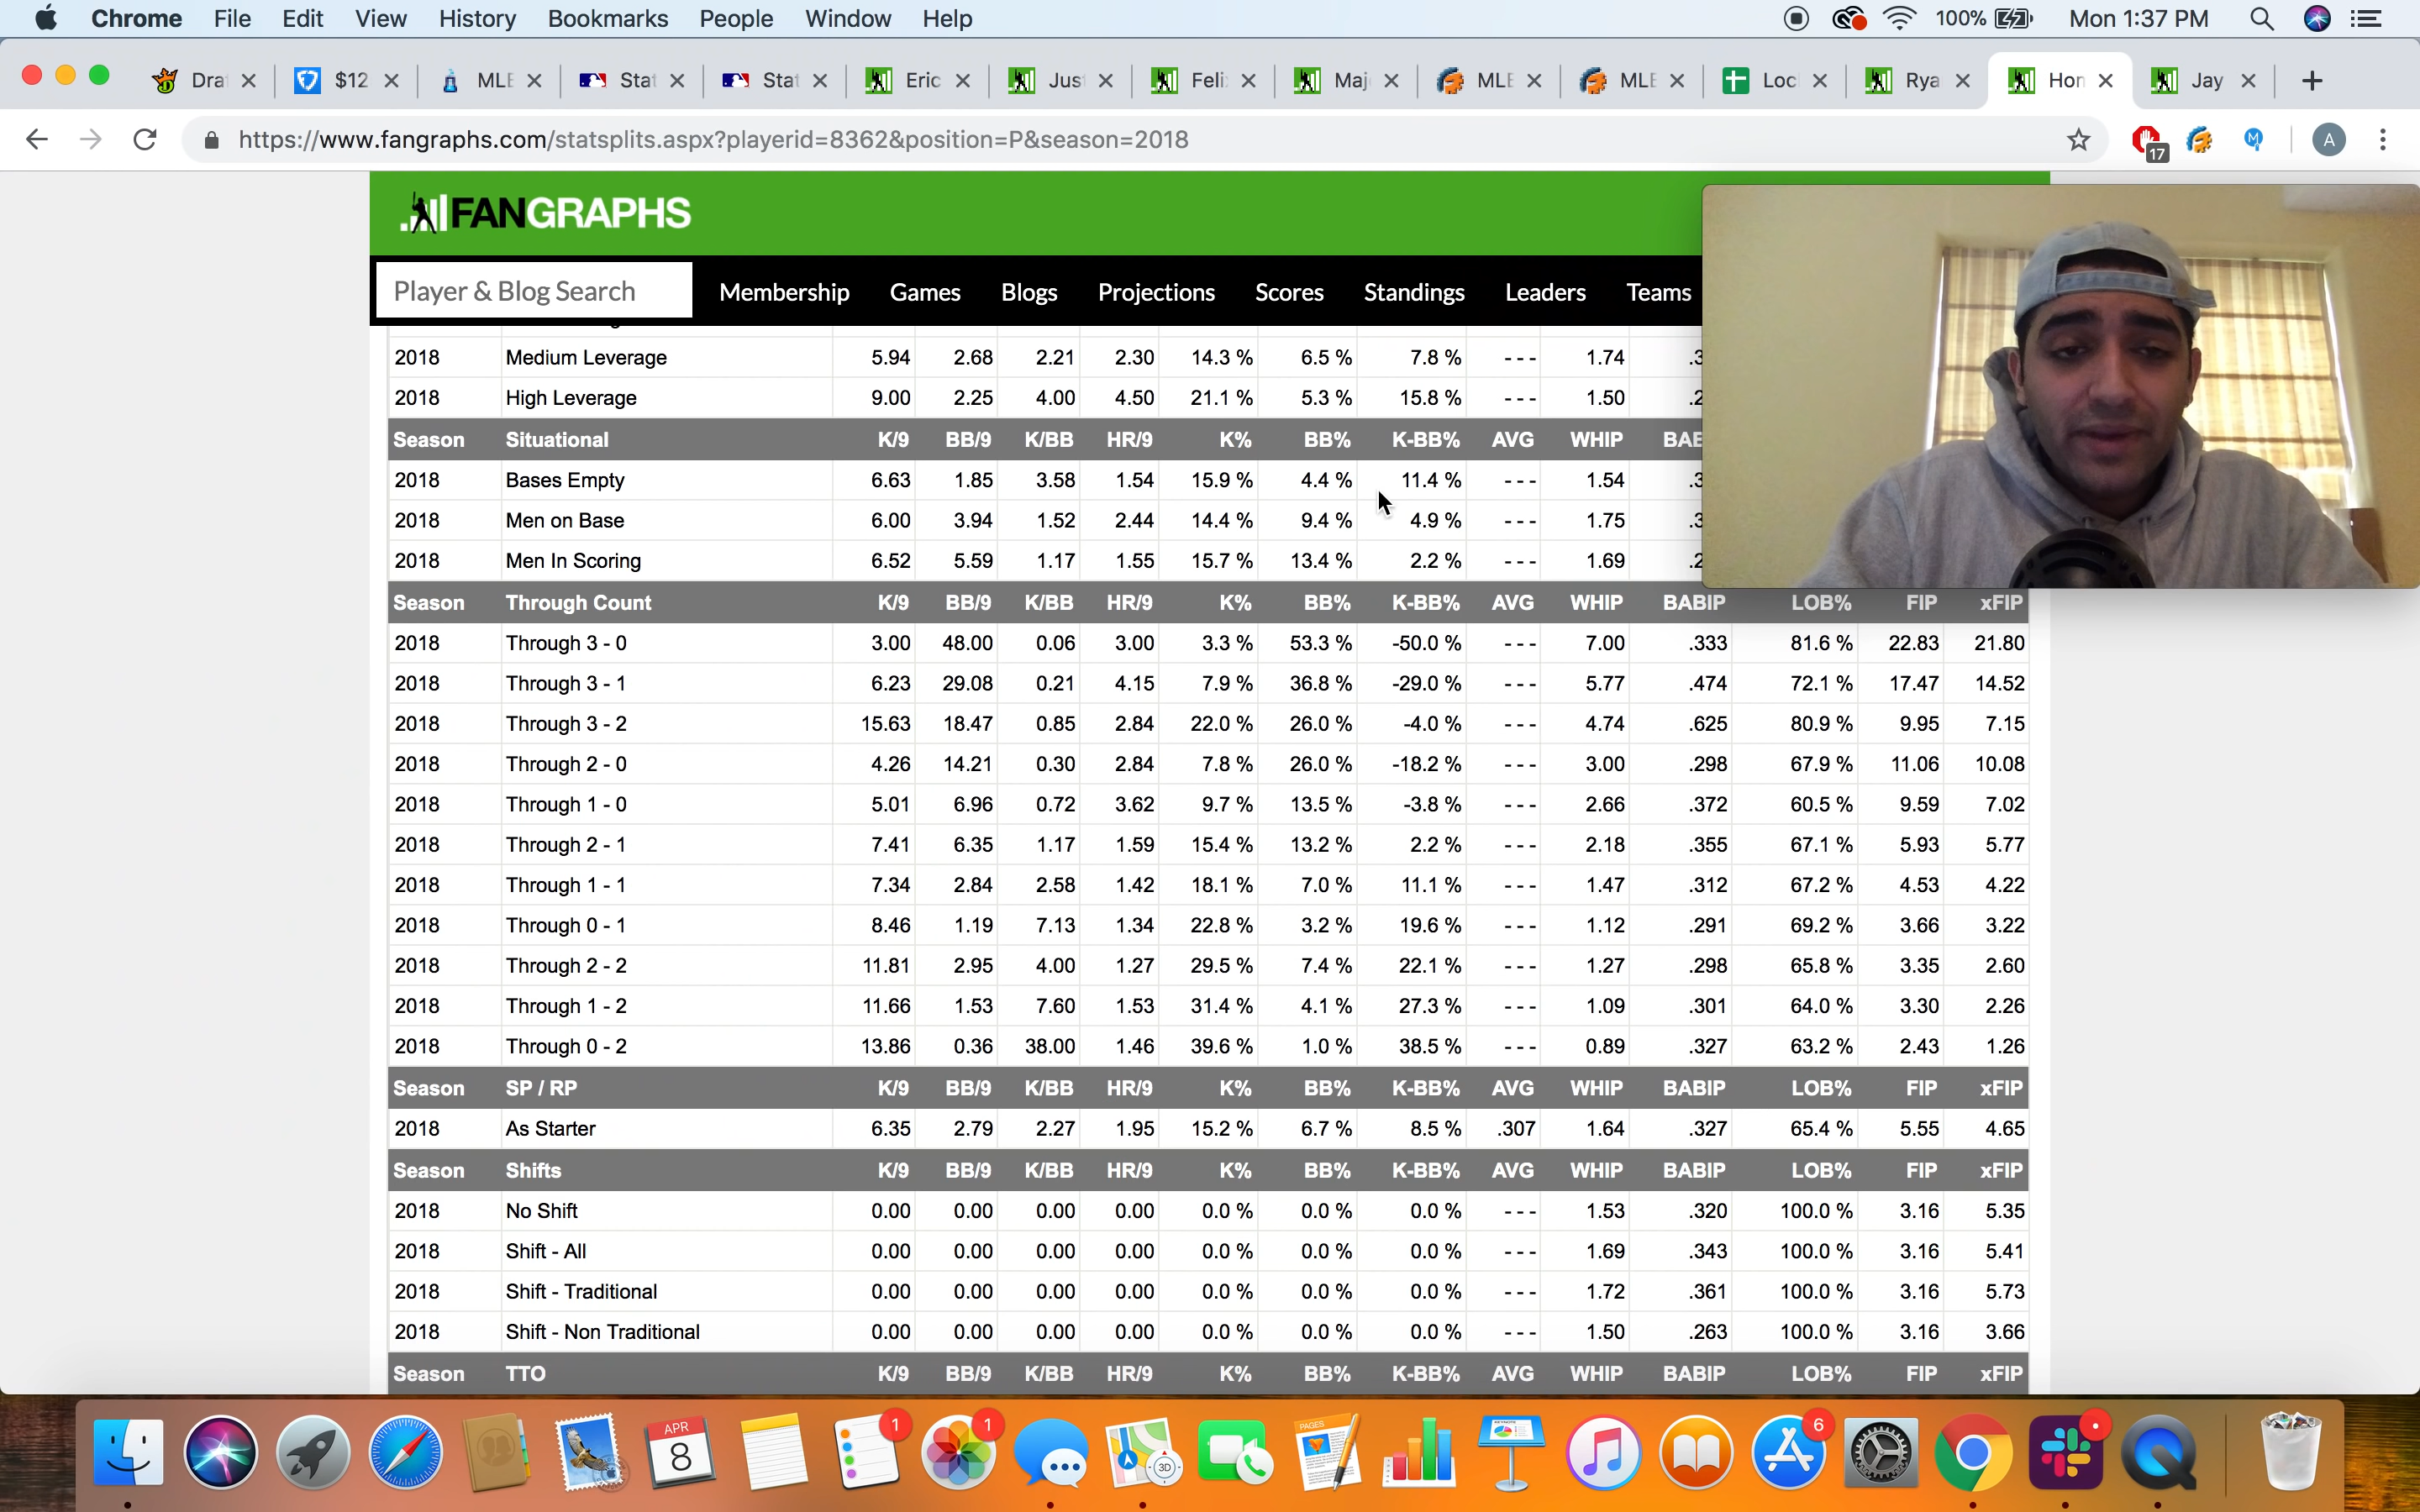 Chrome File Edit View History Bookmarks People Window Help 100% Mon 1:37 PM
Dra $12 MLE Stat Stat Eric Jus Feli Maj MLE MLE Loc Rya Hon Jay
https://www.fangraphs.com/statsplits.aspx?playerid=8362&position=P&season=2018 17 A
FANGRAPHS
Player & Blog Search Membership Games Blogs Projections Scores Standings Leaders Teams
2018 Medium Leverage 5.94 2.68 2.21 2.30 14.3 % 6.5 % 7.8 % --- 1.74 .3
2018 High Leverage 9.00 2.25 4.00 4.50 21.1 % 5.3 % 15.8 % --- 1.50 .2
Season Situational K/9 BB/9 K/BB HR/9 K% BB% K-BB% AVG WHIP BAB
2018 Bases Empty 6.63 1.85 3.58 1.54 15.9 % 4.4 % 11.4 % --- 1.54 .3
2018 Men on Base 6.00 3.94 1.52 2.44 14.4 % 9.4 % 4.9 % --- 1.75 .3
2018 Men In Scoring 6.52 5.59 1.17 1.55 15.7 % 13.4 % 2.2 % --- 1.69 .2
Season Through Count K/9 BB/9 K/BB HR/9 K% BB% K-BB% AVG WHIP BABIP LOB% FIP xFIP
2018 Through 3 - 0 3.00 48.00 0.06 3.00 3.3 % 53.3 % -50.0 % --- 7.00 .333 81.6 % 22.83 21.80
2018 Through 3 - 1 6.23 29.08 0.21 4.15 7.9 % 36.8 % -29.0 % --- 5.77 .474 72.1 % 17.47 14.52
2018 Through 3 - 2 15.63 18.47 0.85 2.84 22.0 % 26.0 % -4.0 % --- 4.74 .625 80.9 % 9.95 7.15
2018 Through 2 - 0 4.26 14.21 0.30 2.84 7.8 % 26.0 % -18.2 % --- 3.00 .298 67.9 % 11.06 10.08
2018 Through 1 - 0 5.01 6.96 0.72 3.62 9.7 % 13.5 % -3.8 % --- 2.66 .372 60.5 % 9.59 7.02
2018 Through 2 - 1 7.41 6.35 1.17 1.59 15.4 % 13.2 % 2.2 % --- 2.18 .355 67.1 % 5.93 5.77
2018 Through 1 - 1 7.34 2.84 2.58 1.42 18.1 % 7.0 % 11.1 % --- 1.47 .312 67.2 % 4.53 4.22
2018 Through 0 - 1 8.46 1.19 7.13 1.34 22.8 % 3.2 % 19.6 % --- 1.12 .291 69.2 % 3.66 3.22
2018 Through 2 - 2 11.81 2.95 4.00 1.27 29.5 % 7.4 % 22.1 % --- 1.27 .298 65.8 % 3.35 2.60
2018 Through 1 - 2 11.66 1.53 7.60 1.53 31.4 % 4.1 % 27.3 % --- 1.09 .301 64.0 % 3.30 2.26
2018 Through 0 - 2 13.86 0.36 38.00 1.46 39.6 % 1.0 % 38.5 % --- 0.89 .327 63.2 % 2.43 1.26
Season SP / RP K/9 BB/9 K/BB HR/9 K% BB% K-BB% AVG WHIP BABIP LOB% FIP xFIP
2018 As Starter 6.35 2.79 2.27 1.95 15.2 % 6.7 % 8.5 % .307 1.64 .327 65.4 % 5.55 4.65
Season Shifts K/9 BB/9 K/BB HR/9 K% BB% K-BB% AVG WHIP BABIP LOB% FIP xFIP
2018 No Shift 0.00 0.00 0.00 0.00 0.0 % 0.0 % 0.0 % --- 1.53 .320 100.0 % 3.16 5.35
2018 Shift - All 0.00 0.00 0.00 0.00 0.0 % 0.0 % 0.0 % --- 1.69 .343 100.0 % 3.16 5.41
2018 Shift - Traditional 0.00 0.00 0.00 0.00 0.0 % 0.0 % 0.0 % --- 1.72 .361 100.0 % 3.16 5.73
2018 Shift - Non Traditional 0.00 0.00 0.00 0.00 0.0 % 0.0 % 0.0 % --- 1.50 .263 100.0 % 3.16 3.66
Season TTO K/9 BB/9 K/BB HR/9 K% BB% K-BB% AVG WHIP BABIP LOB% FIP xFIP
APR 8 1 1 3D PAGES 6